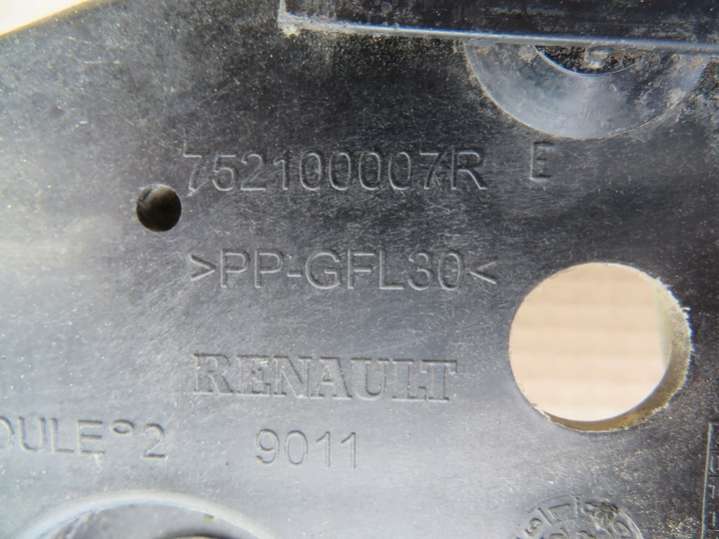 752100007R E
>PP-GFL30<
RENAULT
OULE°2 9011